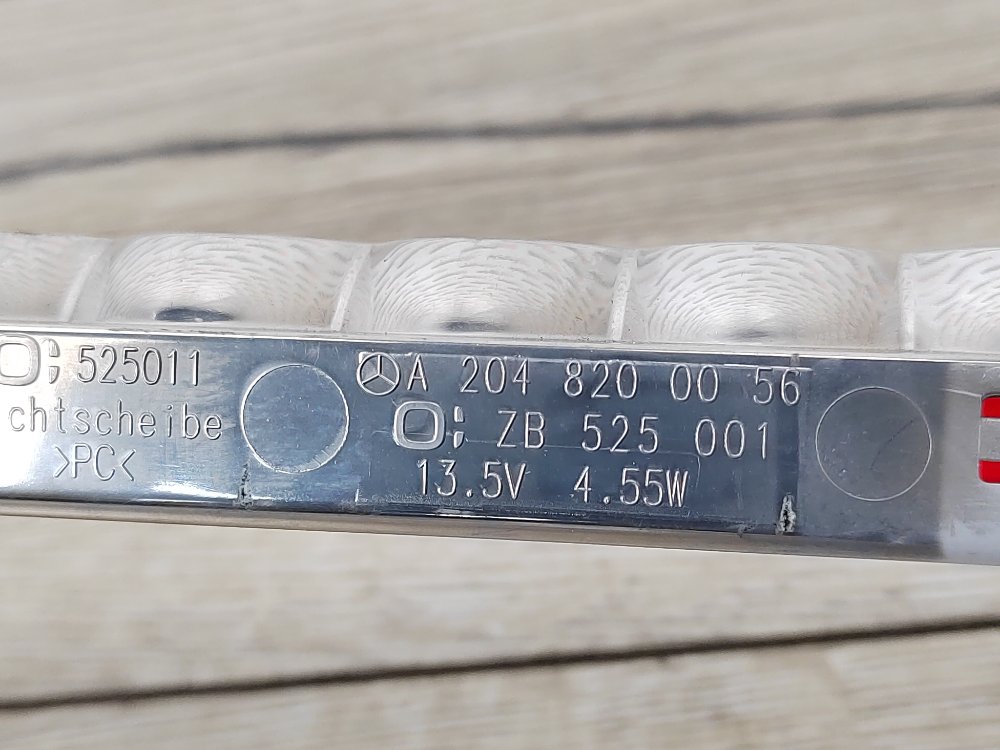 525011
chtscheibe
>PC<
A 204 820 00 56
ZB 525 001
13.5V 4.55W